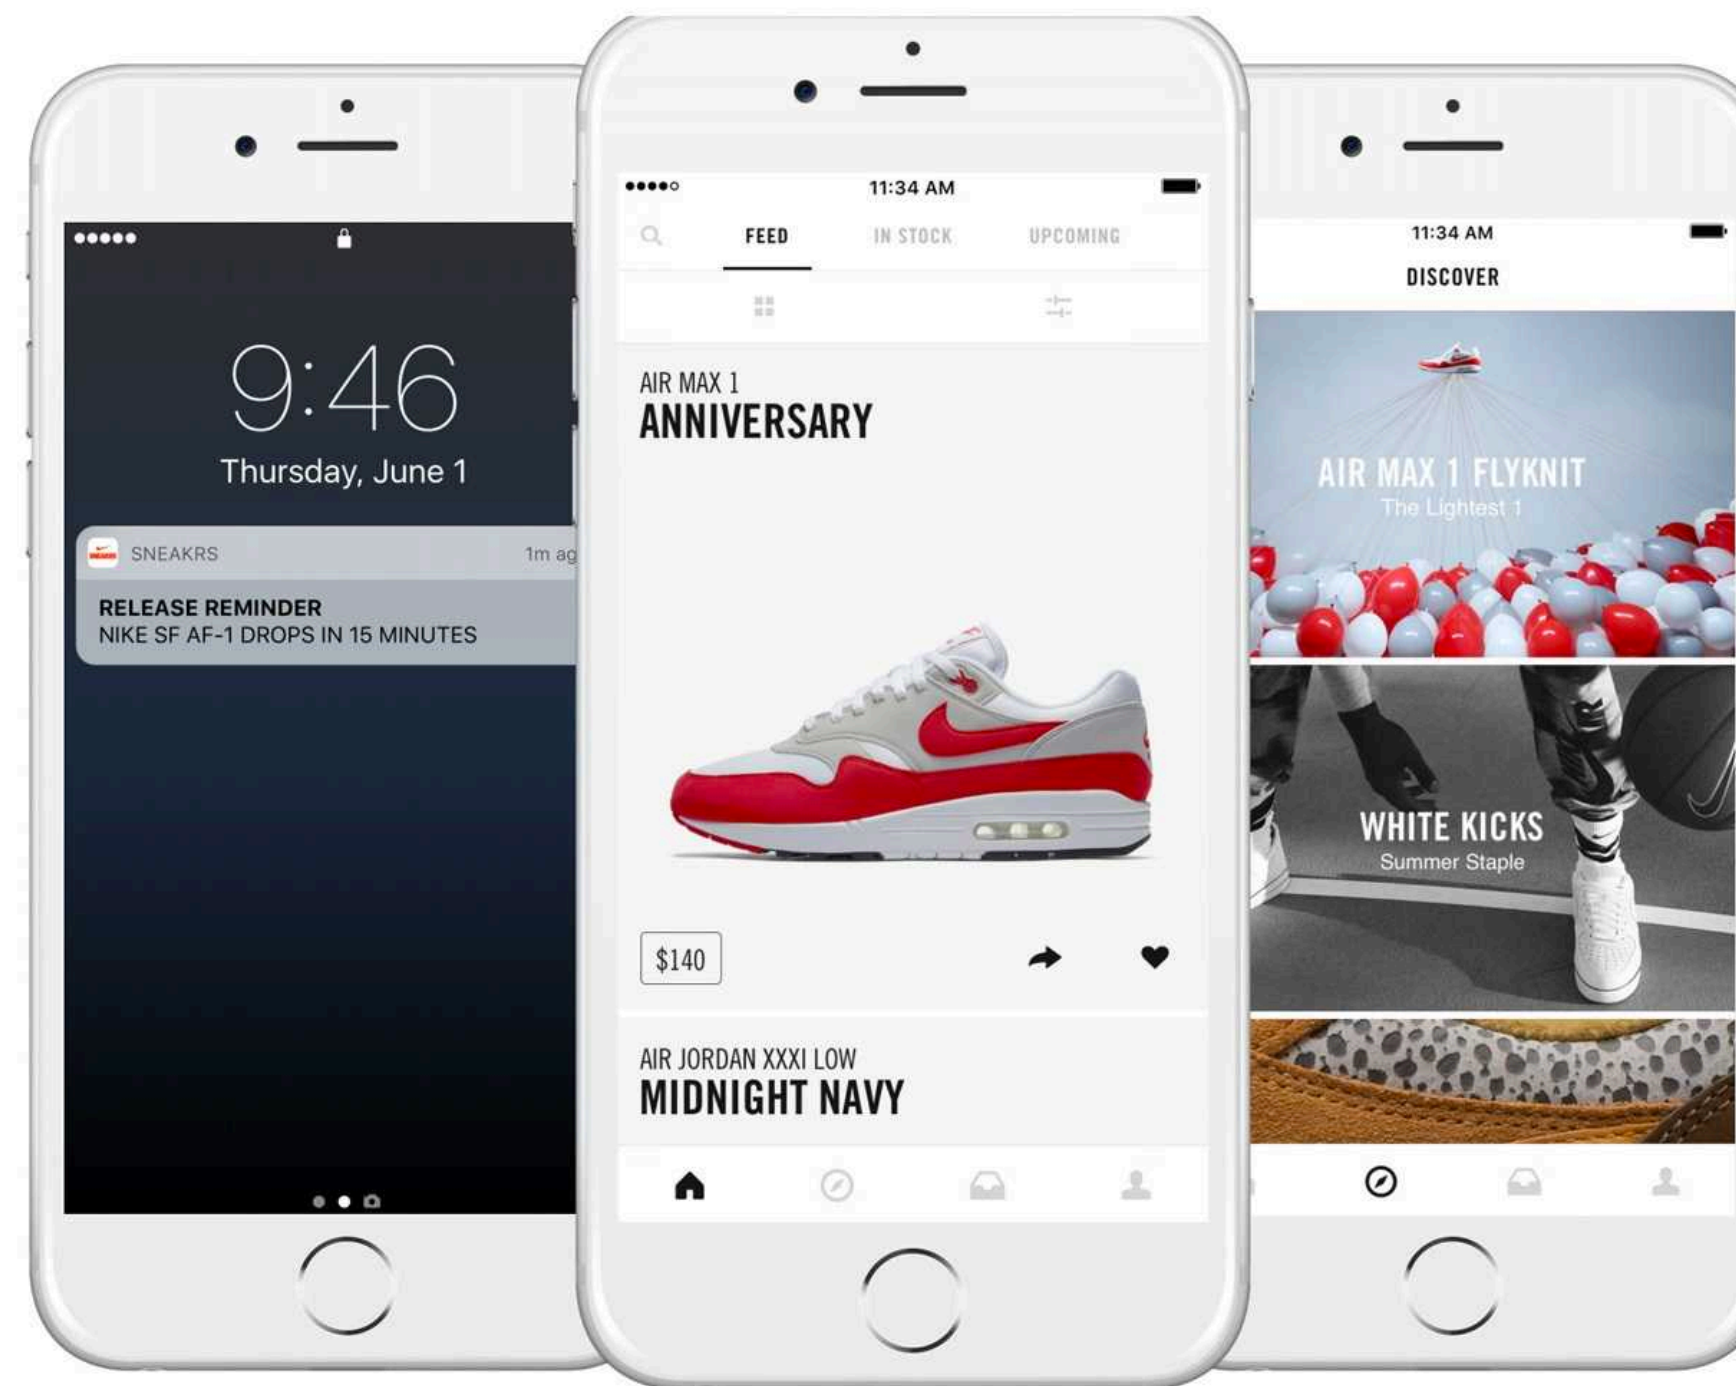 9:46
Thursday, June 1
SNEAKRS
1m ag
RELEASE REMINDER
NIKE SF AF-1 DROPS IN 15 MINUTES
11:34 AM
FEED
IN STOCK
UPCOMING
AIR MAX 1
ANNIVERSARY
$140
AIR JORDAN XXXI LOW
MIDNIGHT NAVY
11:34 AM
DISCOVER
AIR MAX 1 FLYKNIT
The Lightest 1
WHITE KICKS
Summer Staple